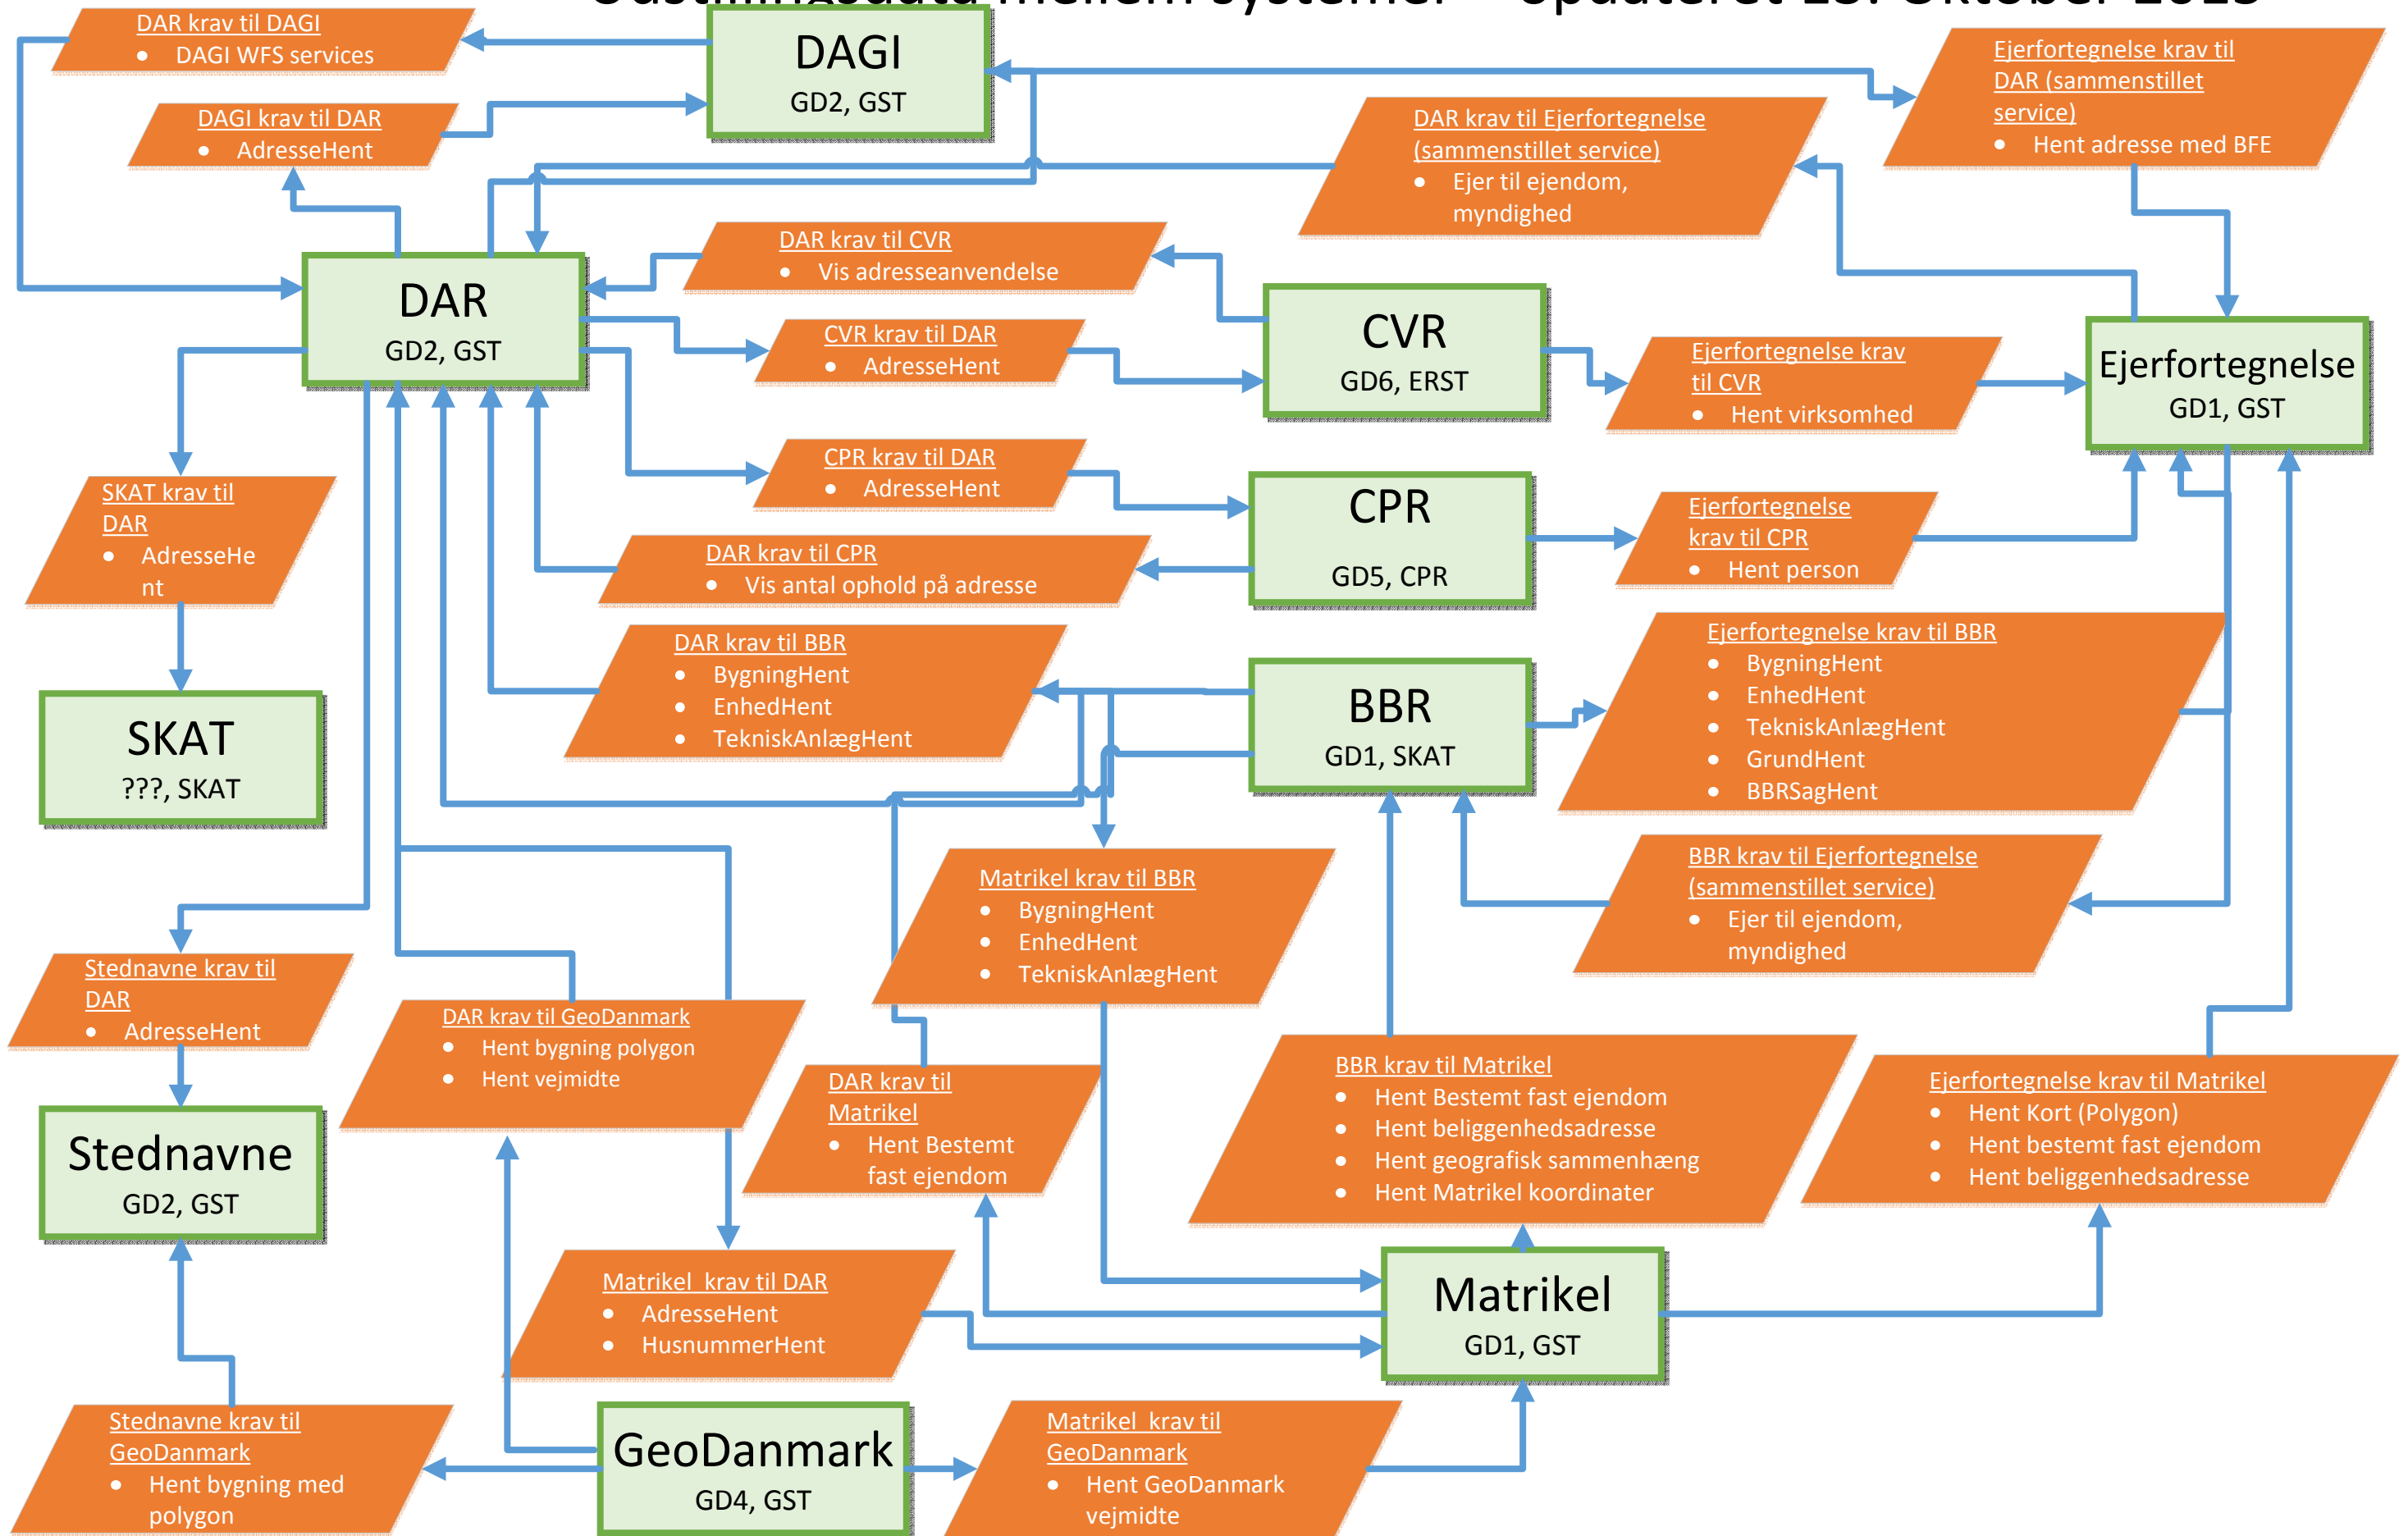 DAR krav til DAGI
• DAGI WFS services
DAGI
GD2, GST
Ejerfortegnelse krav til
DAR (sammenstillet
service)
• Hent adresse med BFE
DAGI krav til DAR
• AdresseHent
DAR krav til Ejerfortegnelse
(sammenstillet service)
• Ejer til ejendom,
myndighed
DAR
GD2, GST
DAR krav til CVR
• Vis adresseanvendelse
CVR krav til DAR
• AdresseHent
CVR
GD6, ERST
Ejerfortegnelse krav
til CVR
• Hent virksomhed
Ejerfortegnelse
GD1, GST
SKAT krav til
DAR
• AdresseHe
nt
CPR krav til DAR
• AdresseHent
CPR
GD5, CPR
Ejerfortegnelse
krav til CPR
• Hent person
DAR krav til CPR
• Vis antal ophold på adresse
DAR krav til BBR
• BygningHent
• EnhedHent
• TekniskAnlægHent
BBR
GD1, SKAT
Ejerfortegnelse krav til BBR
• BygningHent
• EnhedHent
• TekniskAnlægHent
• GrundHent
• BBRSagHent
SKAT
???, SKAT
Matrikel krav til BBR
• BygningHent
• EnhedHent
• TekniskAnlægHent
BBR krav til Ejerfortegnelse
(sammenstillet service)
• Ejer til ejendom,
myndighed
Stednavne krav til
DAR
• AdresseHent
DAR krav til GeoDanmark
• Hent bygning polygon
• Hent vejmidte
DAR krav til
Matrikel
• Hent Bestemt
fast ejendom
BBR krav til Matrikel
• Hent Bestemt fast ejendom
• Hent beliggenhedsadresse
• Hent geografisk sammenhæng
• Hent Matrikel koordinater
Ejerfortegnelse krav til Matrikel
• Hent Kort (Polygon)
• Hent bestemt fast ejendom
• Hent beliggenhedsadresse
Stednavne
GD2, GST
Matrikel  krav til DAR
• AdresseHent
• HusnummerHent
Matrikel
GD1, GST
Stednavne krav til
GeoDanmark
• Hent bygning med
polygon
GeoDanmark
GD4, GST
Matrikel  krav til
GeoDanmark
• Hent GeoDanmark
vejmidte